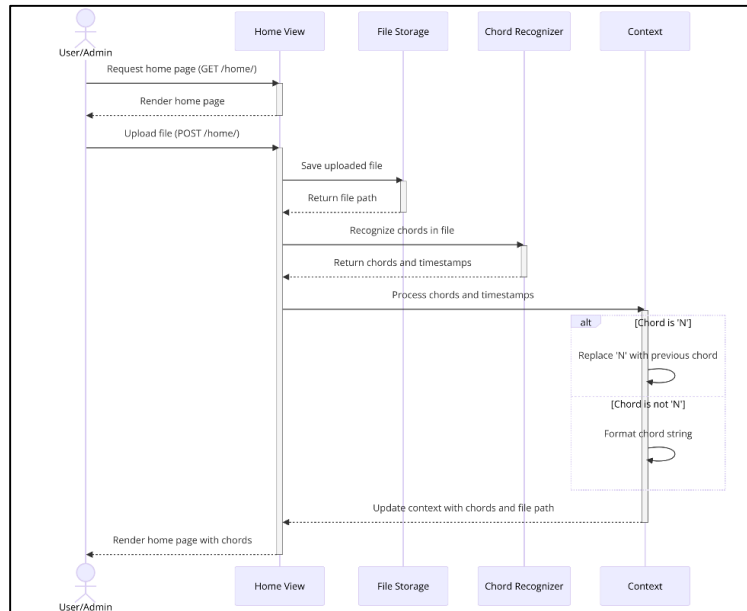 User/Admin
Home View
File Storage
Chord Recognizer
Context
Request home page (GET /home/)
Render home page
Upload file (POST /home/)
Save uploaded file
Return file path
Recognize chords in file
Return chords and timestamps
Process chords and timestamps
alt
[Chord is 'N']
Replace 'N' with previous chord
[Chord is not 'N']
Format chord string
Update context with chords and file path
Render home page with chords
User/Admin
Home View
File Storage
Chord Recognizer
Context